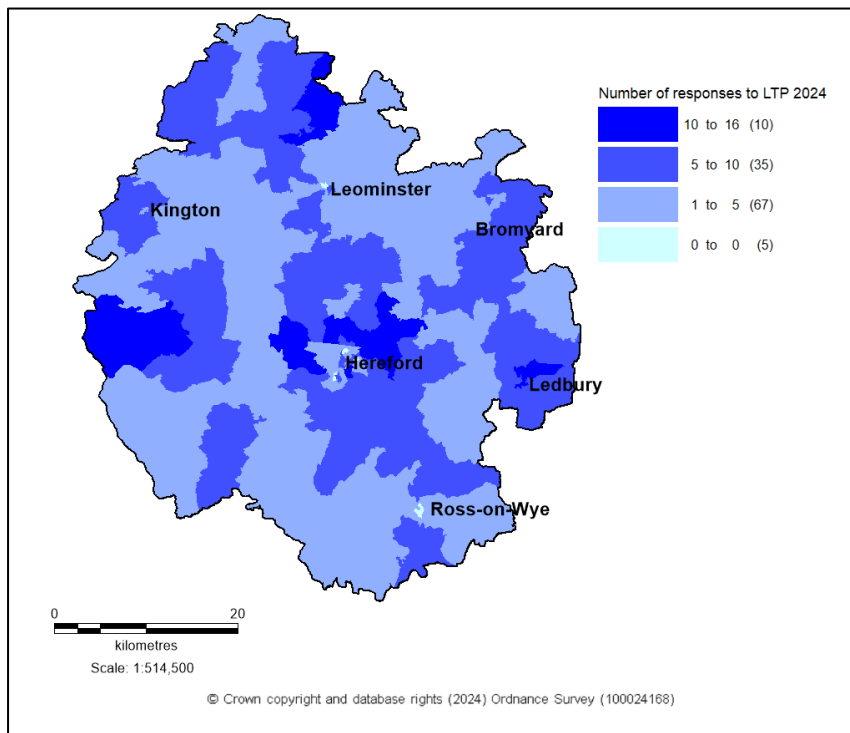 Number of responses to LTP 2024
10 to 16 (10)
5 to 10 (35)
1 to 5 (67)
0 to 0 (5)
Leominster
Kington
Bromyard
Hereford
Ledbury
Ross-on-Wye
0 20
kilometres
Scale: 1:514,500
© Crown copyright and database rights (2024) Ordnance Survey (100024168)